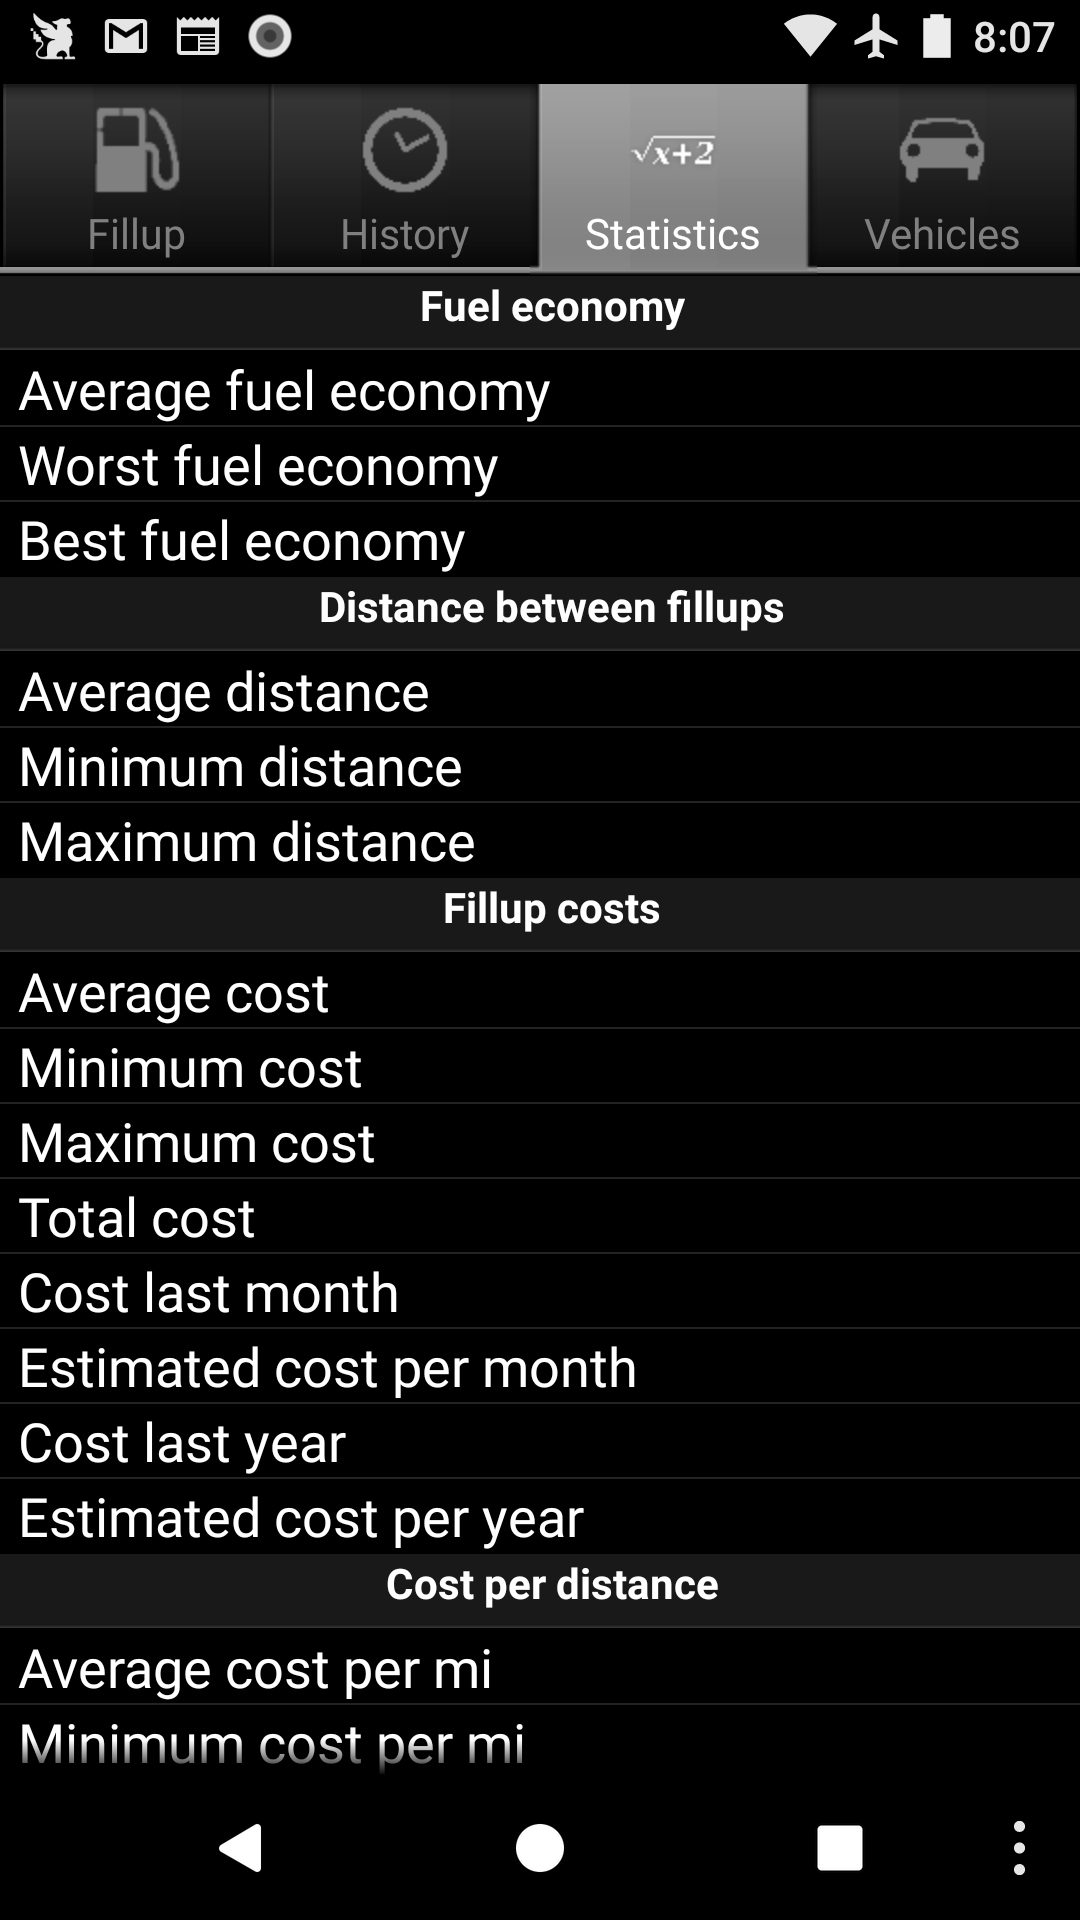 8:07
√x+2
Fillup
History
Statistics
Vehicles
Fuel economy
Average fuel economy
Worst fuel economy
Best fuel economy
Distance between fillups
Average distance
Minimum distance
Maximum distance
Fillup costs
Average cost
Minimum cost
Maximum cost
Total cost
Cost last month
Estimated cost per month
Cost last year
Estimated cost per year
Cost per distance
Average cost per mi
Minimum cost per mi